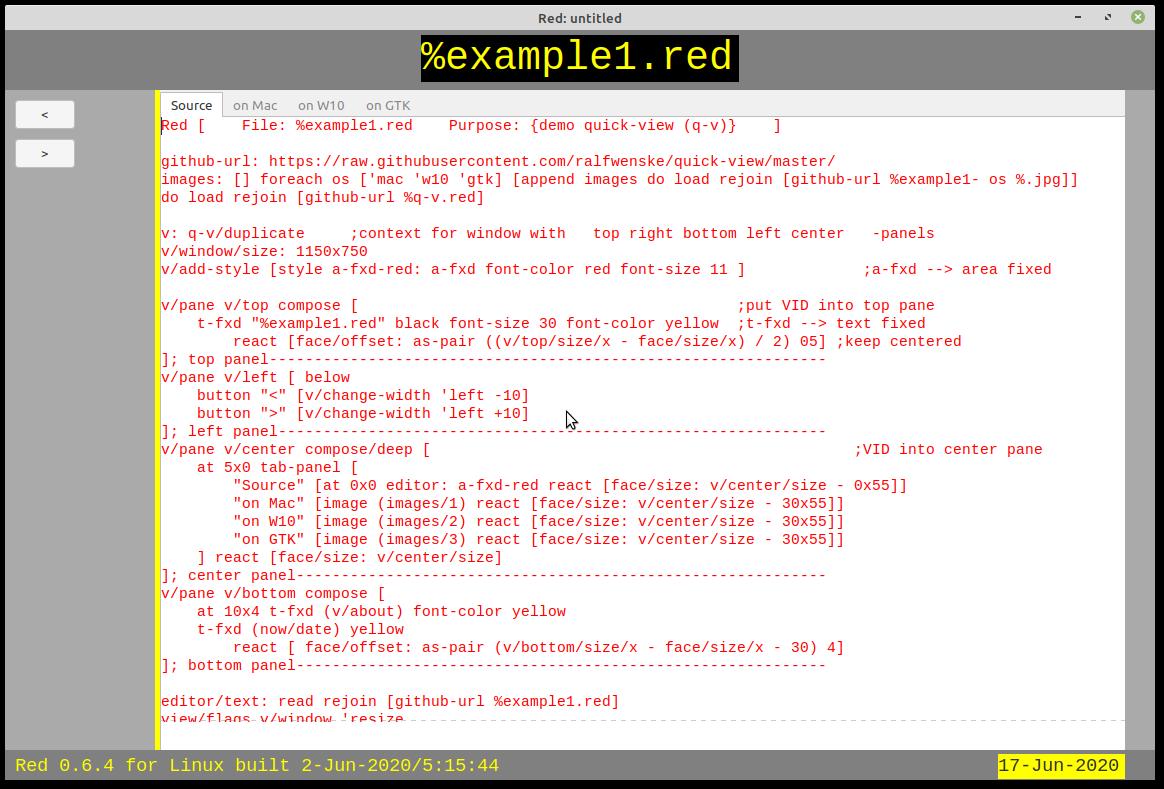 Red: untitled
%example1.red
<
>
Source on Mac on W10 on GTK
Red [    File: %example1.red    Purpose: {demo quick-view (q-v)}    ]
github-url: https://raw.githubusercontent.com/ralfwenske/quick-view/master/
images: [] foreach os ['mac 'w10 'gtk] [append images do load rejoin [github-url %example1- os %.jpg]]
do load rejoin [github-url %q-v.red]
v: q-v/duplicate     ;context for window with   top right bottom left center   -panels
v/window/size: 1150x750
v/add-style [style a-fxd-red: a-fxd font-color red font-size 11 ]             ;a-fxd --> area fixed
v/pane v/top compose [                                          ;put VID into top pane
    t-fxd "%example1.red" black font-size 30 font-color yellow  ;t-fxd --> text fixed
        react [face/offset: as-pair ((v/top/size/x - face/size/x) / 2) 05] ;keep centered
]; top panel--------------------------------------------------------------
v/pane v/left [ below
    button "<" [v/change-width 'left -10]
    button ">" [v/change-width 'left +10]
]; left panel-------------------------------------------------------------
v/pane v/center compose/deep [                                               ;VID into center pane
    at 5x0 tab-panel [
        "Source" [at 0x0 editor: a-fxd-red react [face/size: v/center/size - 0x55]]
        "on Mac" [image (images/1) react [face/size: v/center/size - 30x55]]
        "on W10" [image (images/2) react [face/size: v/center/size - 30x55]]
        "on GTK" [image (images/3) react [face/size: v/center/size - 30x55]]
    ] react [face/size: v/center/size]
]; center panel-----------------------------------------------------------
v/pane v/bottom compose [
    at 10x4 t-fxd (v/about) font-color yellow
    t-fxd (now/date) yellow
        react [ face/offset: as-pair (v/bottom/size/x - face/size/x - 30) 4]
]; bottom panel-----------------------------------------------------------
editor/text: read rejoin [github-url %example1.red]
view/flags v/window 'resize
Red 0.6.4 for Linux built 2-Jun-2020/5:15:44
17-Jun-2020